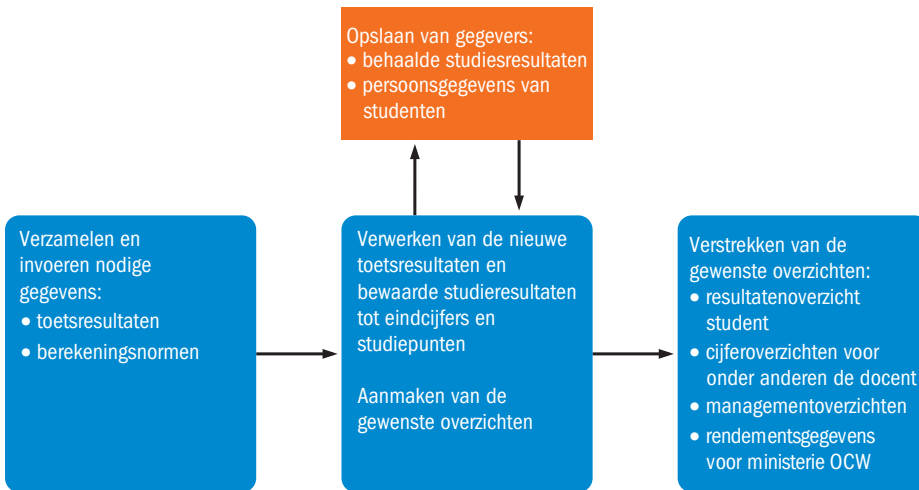 Opslaan van gegevers:
• behaalde studiesresultaten
• persoonsgegevens van
studenten
Verzamelen en
invoeren nodige
gegevens:
• toetsresultaten
• berekeningsnormen
Verwerken van de nieuwe
toetsresultaten en
bewaarde studieresultaten
tot eindcijfers en
studiepunten
Aanmaken van de
gewenste overzichten
Verstrekken van de
gewenste overzichten:
• resultatenoverzicht
student
• cijferoverzichten voor
onder anderen de docent
• managementoverzichten
• rendementsgegevens
voor ministerie OCW